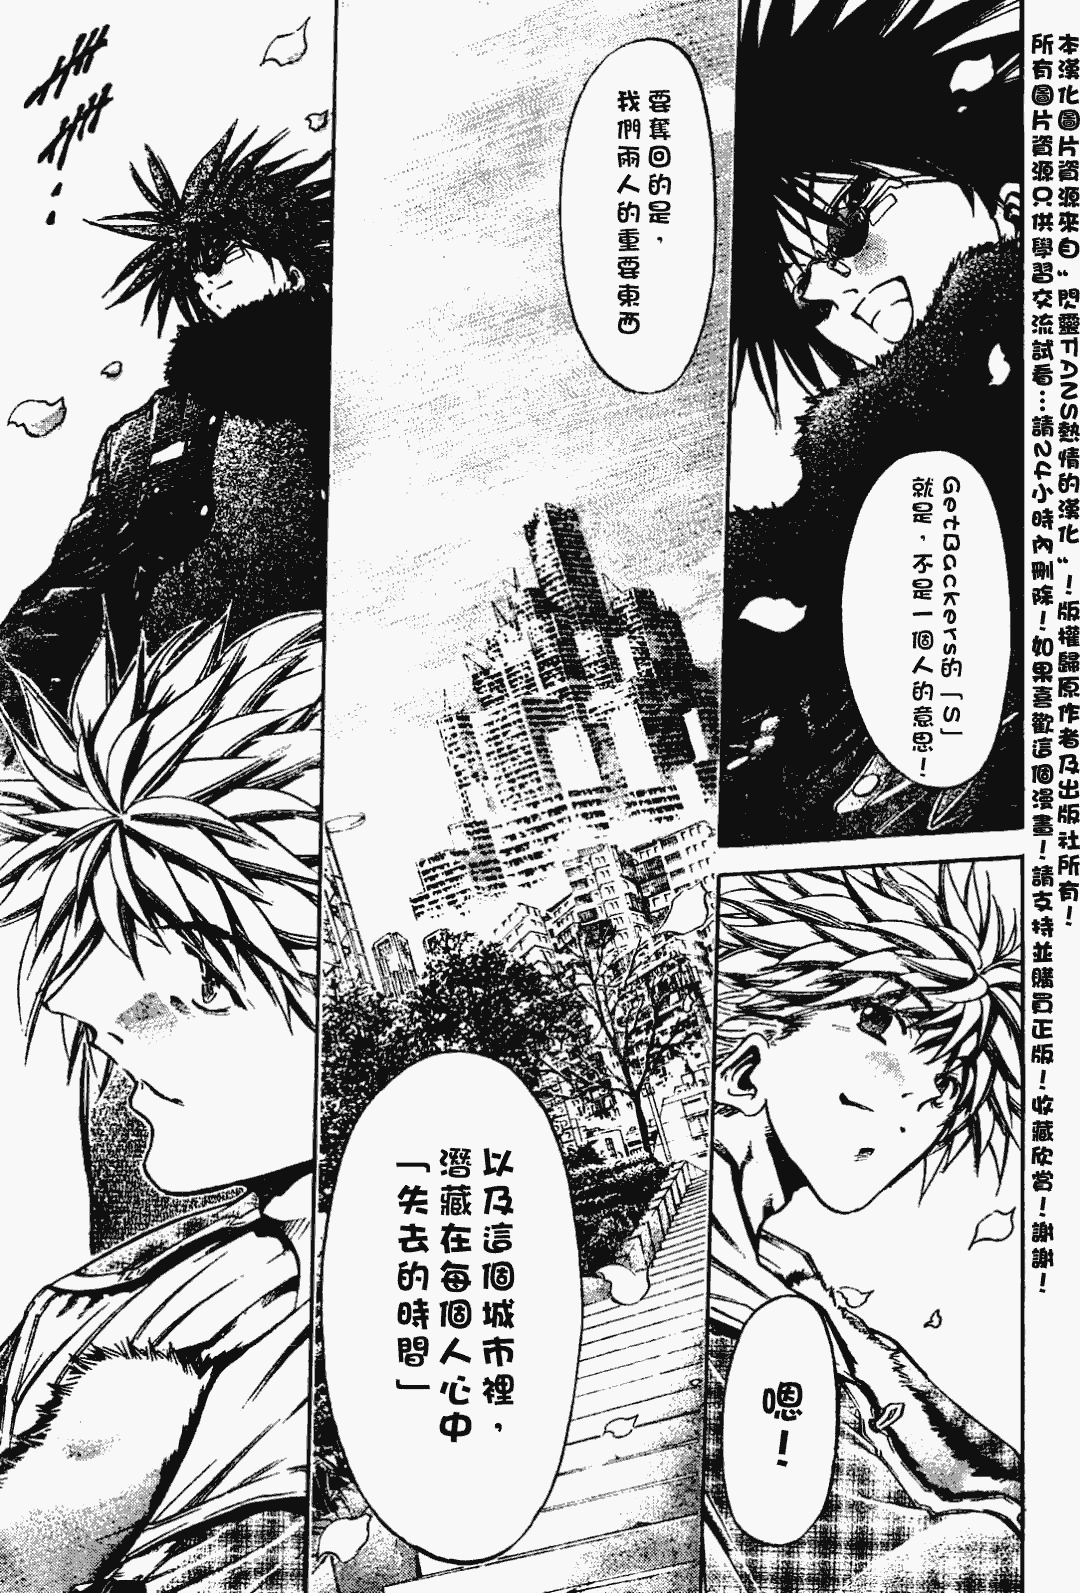 本漢化圖片資源來自"閃靈FANS熱情的漢化"！版權歸原作者及出版社所有！
所有圖片資源只供學習交流試看…請24小時內刪除！如果喜歡這個漫畫！請支持並購買正版！收藏欣賞！謝謝！
GetBackers的「S」
就是，不是一個人的意思！
嗯！
要奪回的是，
我們兩人的重要東西
以及這個城市裡，
潛藏在每個人心中
「失去的時間」